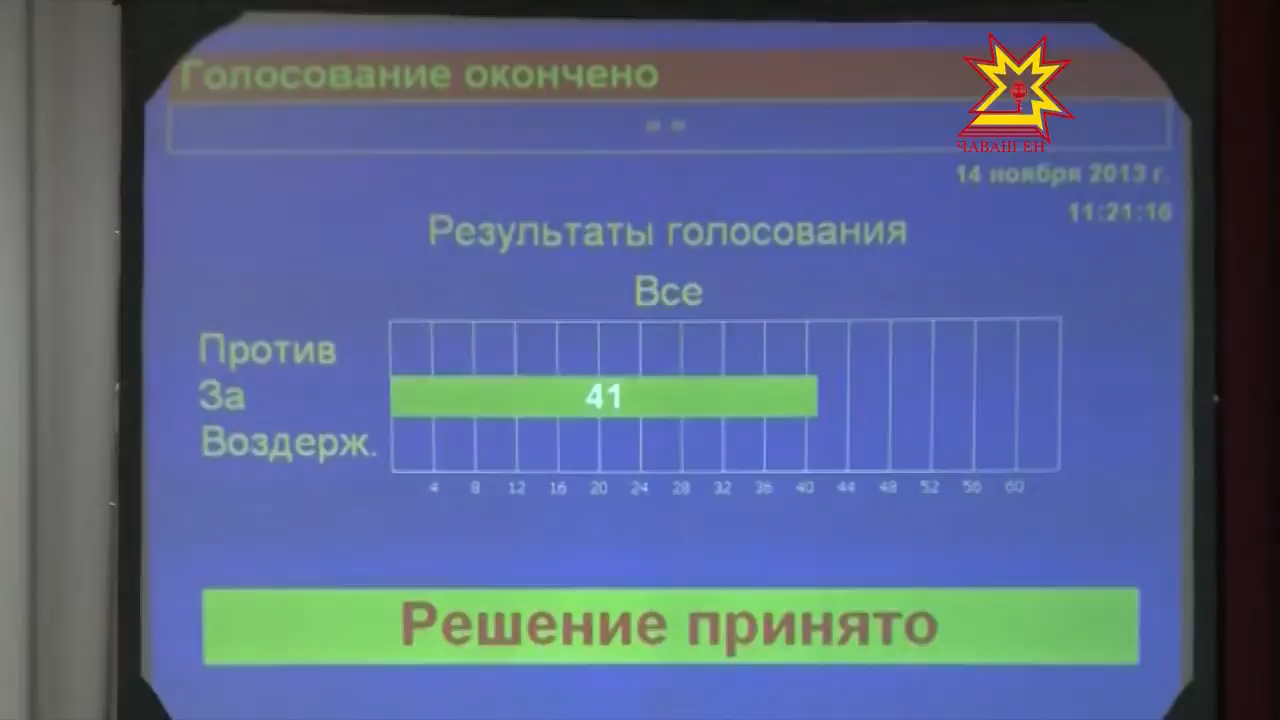 Голосование окончено
--
ЧĂВАШ ЕН
14 ноября 2013 г.
11:21:16
Результаты голосования
Все
Против
За
41
Воздерж.
4 8 12 16 20 24 28 32 36 40 44 48 52 56 60
Решение принято